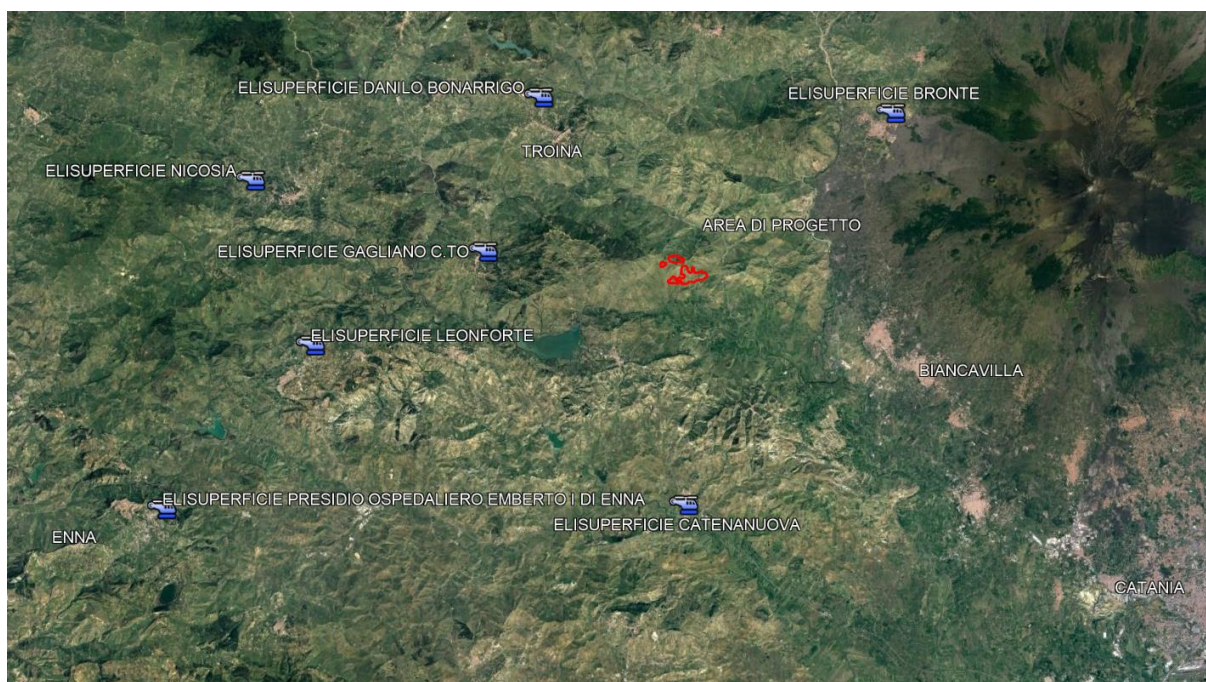 ELISUPERFICIE DANILO BONARRIGO
ELISUPERFICIE BRONTE
TROINA
ELISUPERFICIE NICOSIA
AREA DI PROGETTO
ELISUPERFICIE GAGLIANO C.TO
ELISUPERFICIE LEONFORTE
BIANCAVILLA
ELISUPERFICIE PRESIDIO OSPEDALIERO EMBERTO I DI ENNA
ELISUPERFICIE CATENANUOVA
ENNA
CATANIA